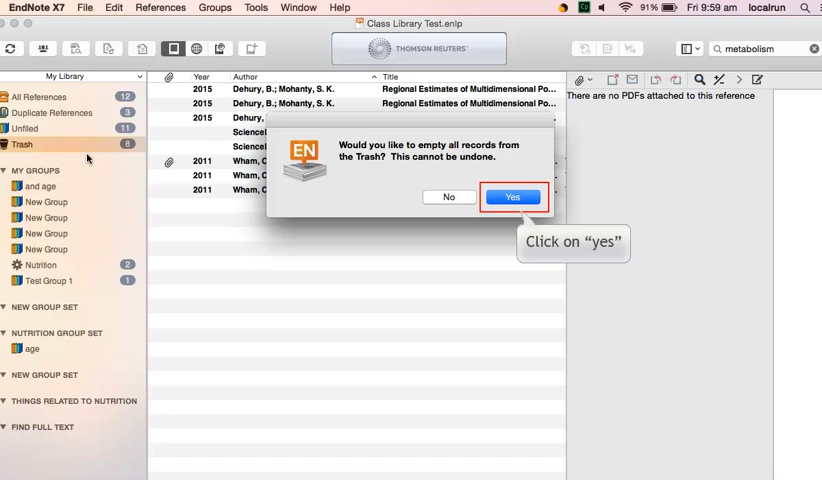 EndNote X7 File Edit References Groups Tools Window Help 91% Fri 9:59 am localrun
Class Library Test.enlp
THOMSON REUTERS
metabolism
My Library
Year Author Title
All References 12
Duplicate References 3
Unfiled 11
Trash 8
MY GROUPS
and age
New Group
New Group
New Group
New Group
Nutrition 2
Test Group 1
NEW GROUP SET
NUTRITION GROUP SET
age
NEW GROUP SET
THINGS RELATED TO NUTRITION
FIND FULL TEXT
2015 Dehury, B.; Mohanty, S. K. Regional Estimates of Multidimensional Po...
2015 Dehury, B.; Mohanty, S. K. Regional Estimates of Multidimensional Po...
2015 Dehury,
Sciencel
Sciencel
2011 Wham, C
2011 Wham,
2011 Wham,
There are no PDFs attached to this reference
EN
Would you like to empty all records from
the Trash? This cannot be undone.
No Yes
Click on “yes”